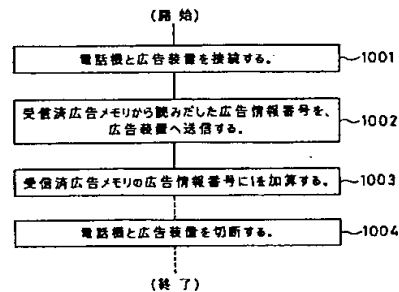 (開始)
電話機と広告装置を接続する。
1001
受信済広告メモリから読みだした広告情報番号を、
広告装置へ送信する。
1002
受信済広告メモリの広告情報番号に1を加算する。
1003
電話機と広告装置を切断する。
1004
(終了)